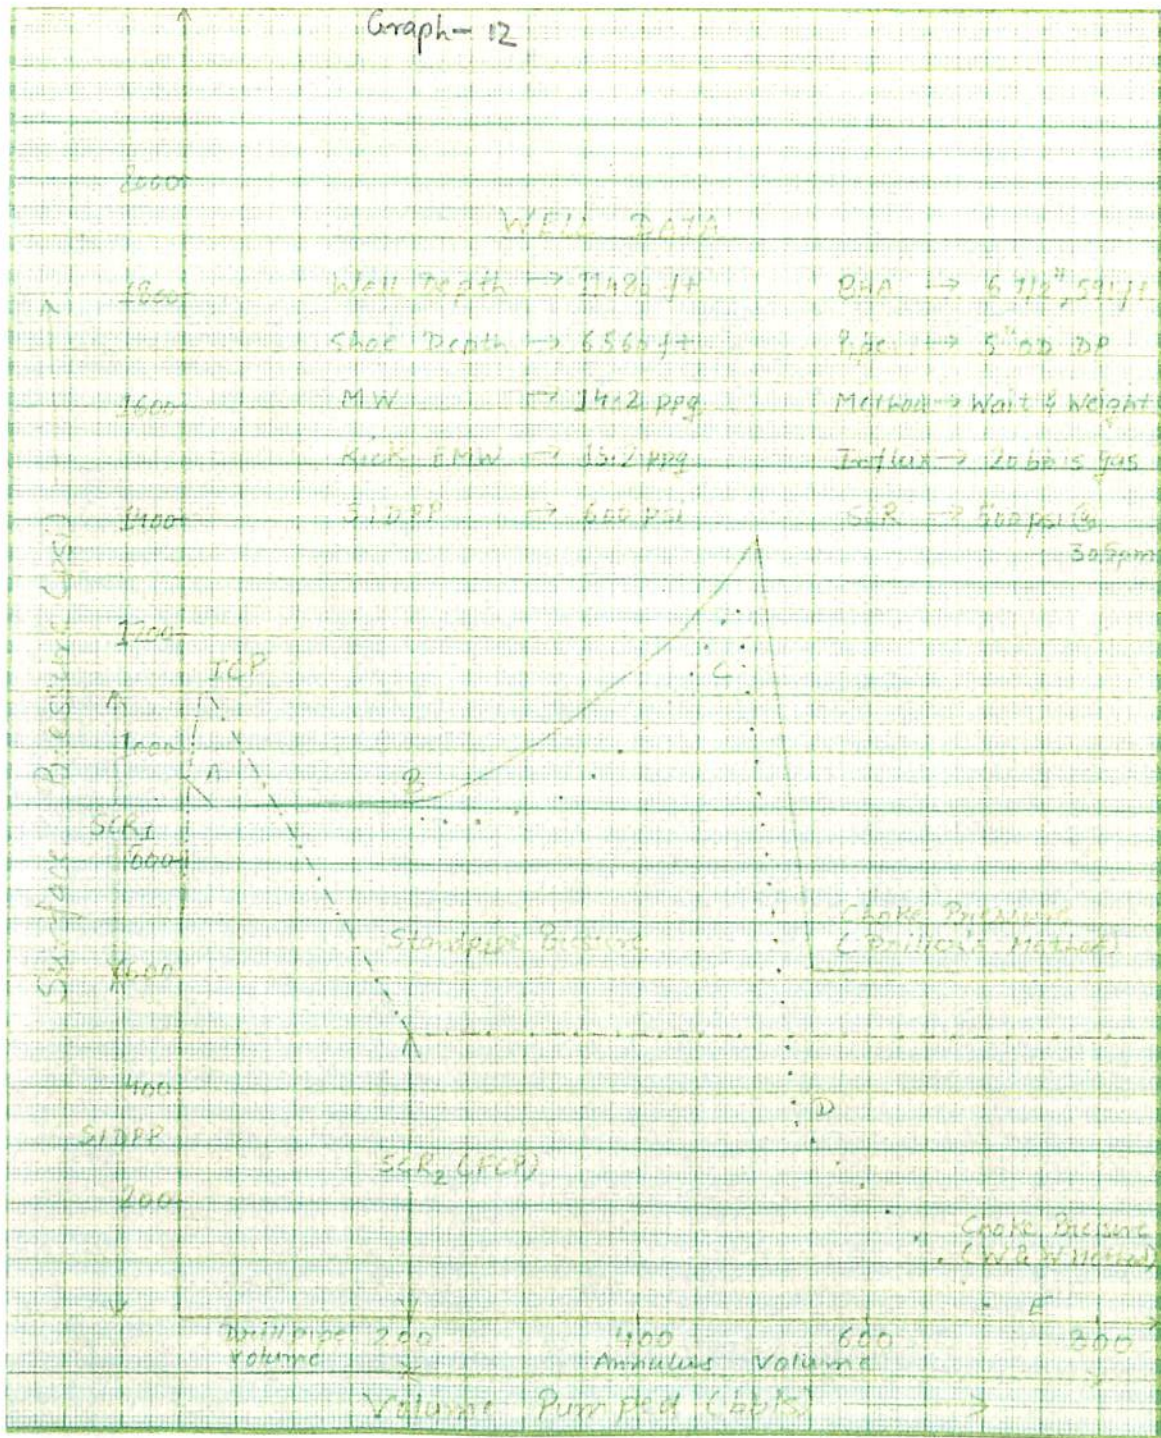 Graph - 12
2000
WELL DATA
1800
Well Depth → 11480 ft
BHA → 6 1/2", 591 ft
Shoe Depth → 6560 ft
Pipe → 5" OD DP
1600
MW → 14.2 ppg
Method → Wait & Weight
Kick EMW → 15.2 ppg
Influx → 20 bbls gas
1400
SIDPP → 600 psi
SCR → 500 psi @
30 spm
1200
ICP
C
1000
A
B
SCR1
800
Surface Pressure (psi)
Choke Pressure
Standpipe Pressure
600
400
D
SIDPP
SCR2 (FCP)
200
Choke Pressure
(W & W Method)
E
Drillpipe
volume
200
400
600
800
Annulus Volume
Volume Pumped (bbls)